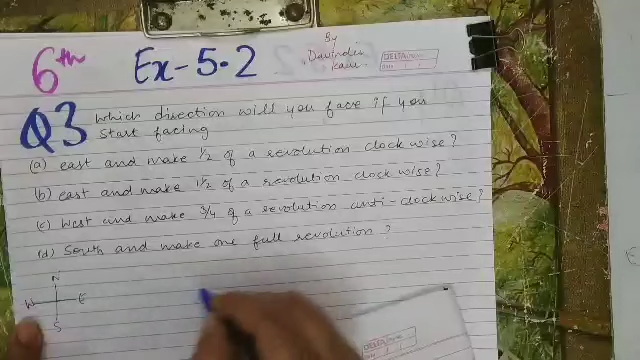 6th
Ex-5.2
By
Davinder
Kaur.
DELTA
Q3 which direction will you face if you
start facing
(a) east and make 1/2 of a revolution clockwise?
(b) east and make 1 1/2 of a revolution clockwise?
(c) West and make 3/4 of a revolution anti-clockwise?
(d) South and make one full revolution?
N
W E
S
DELTA